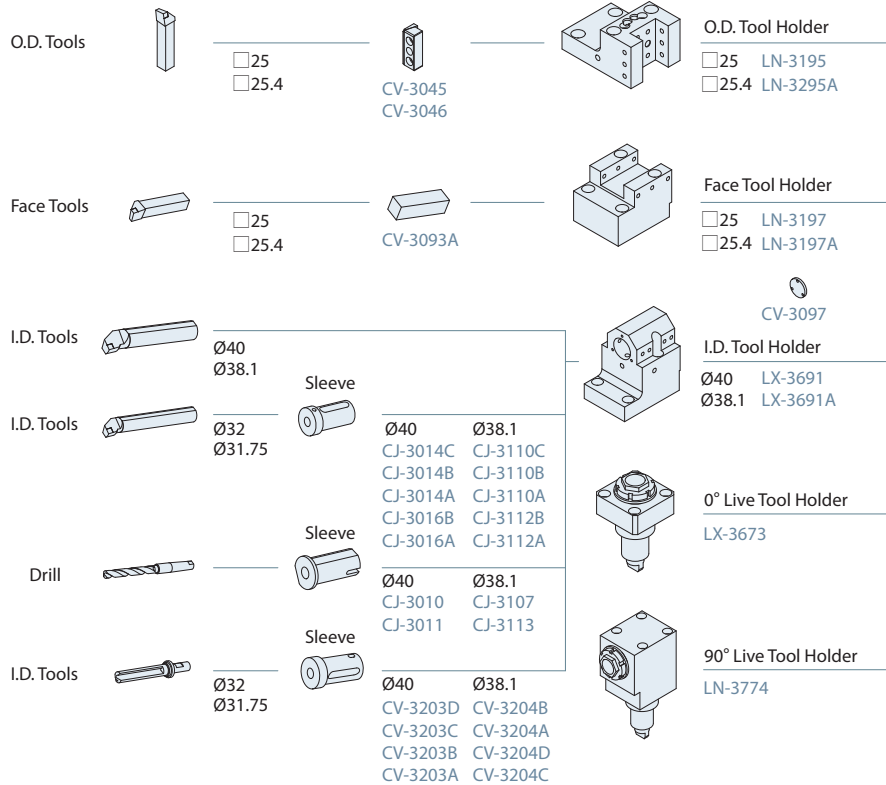 O.D. Tools
□25
□25.4
CV-3045
CV-3046
O.D. Tool Holder
□25 LN-3195
□25.4 LN-3295A
Face Tools
□25
□25.4
CV-3093A
Face Tool Holder
□25 LN-3197
□25.4 LN-3197A
CV-3097
I.D. Tools
Ø40
Ø38.1
I.D. Tool Holder
Ø40 LX-3691
Ø38.1 LX-3691A
I.D. Tools
Ø32
Ø31.75
Sleeve
Ø40 Ø38.1
CJ-3014C CJ-3110C
CJ-3014B CJ-3110B
CJ-3014A CJ-3110A
CJ-3016B CJ-3112B
CJ-3016A CJ-3112A
0° Live Tool Holder
LX-3673
Drill
Sleeve
Ø40 Ø38.1
CJ-3010 CJ-3107
CJ-3011 CJ-3113
I.D. Tools
Ø32
Ø31.75
Sleeve
Ø40 Ø38.1
CV-3203D CV-3204B
CV-3203C CV-3204A
CV-3203B CV-3204D
CV-3203A CV-3204C
90° Live Tool Holder
LN-3774